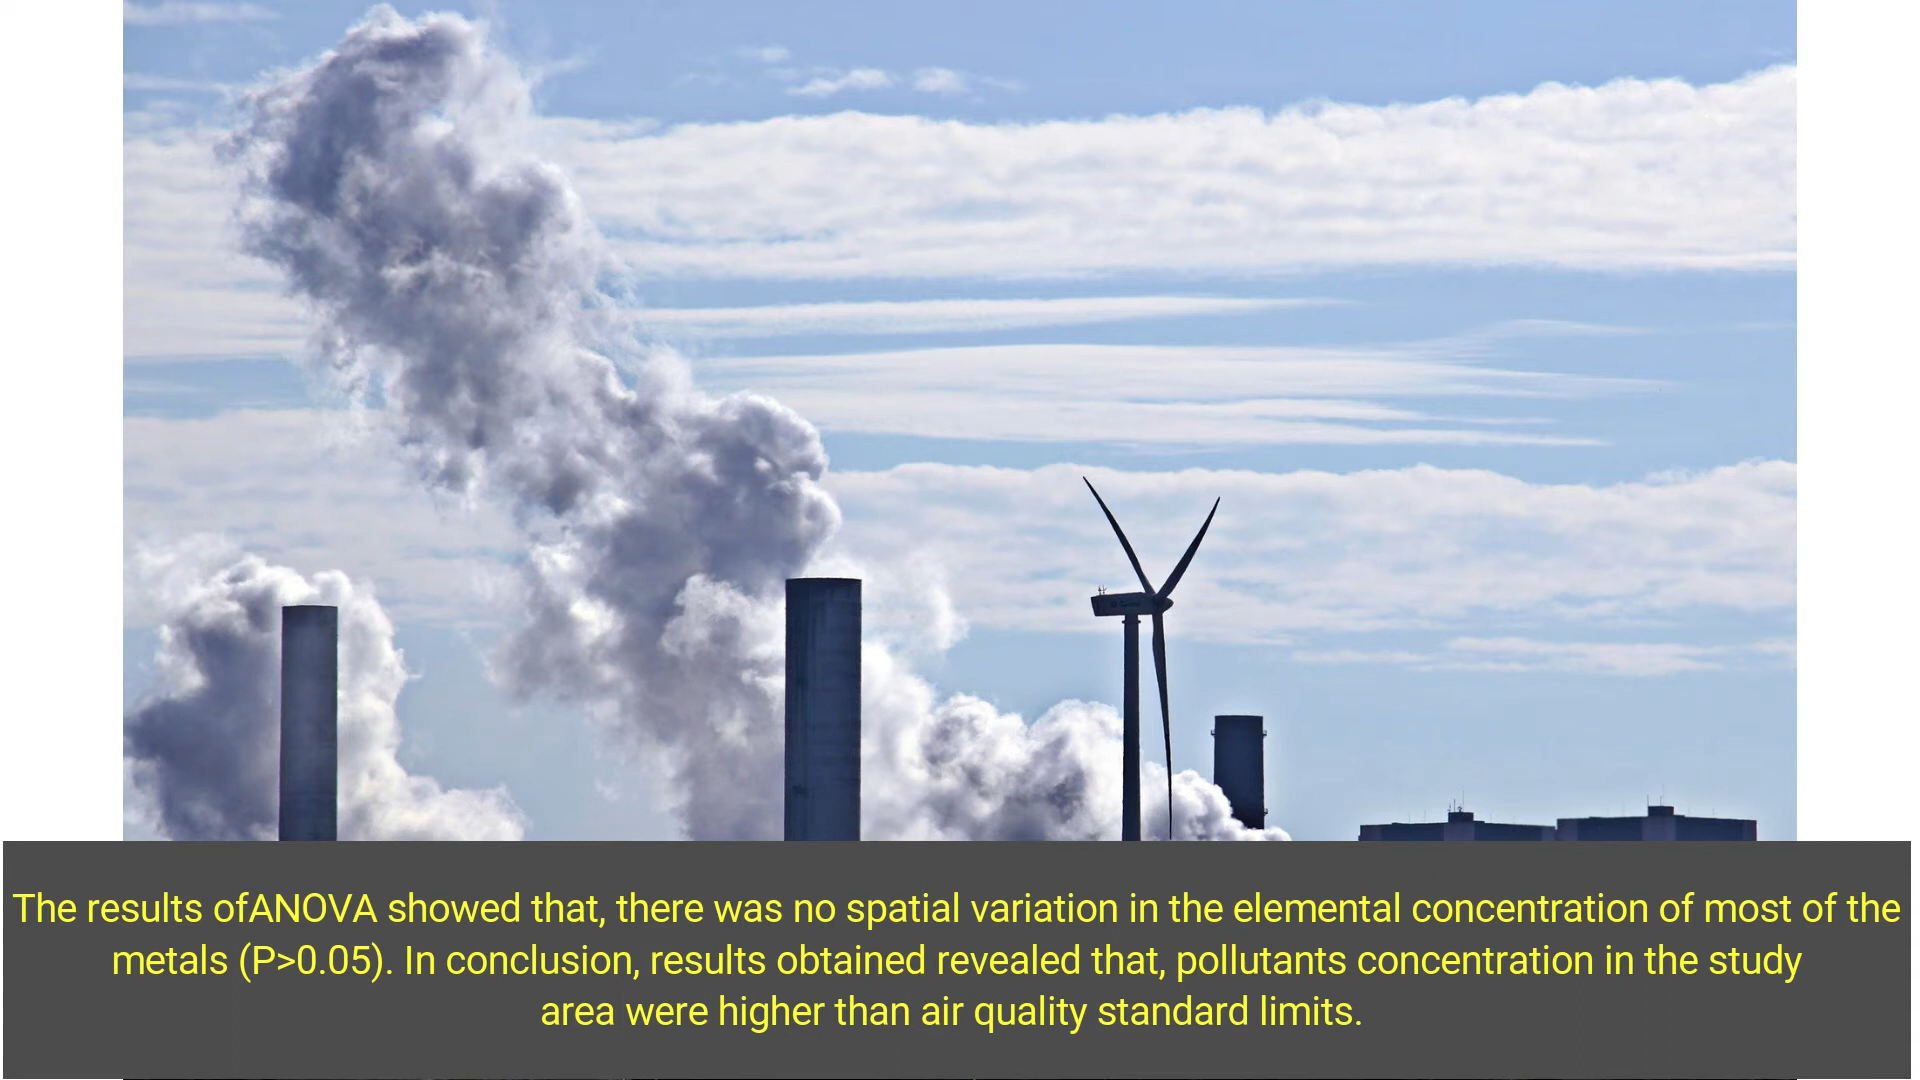 The results ofANOVA showed that, there was no spatial variation in the elemental concentration of most of the
metals (P>0.05). In conclusion, results obtained revealed that, pollutants concentration in the study
area were higher than air quality standard limits.